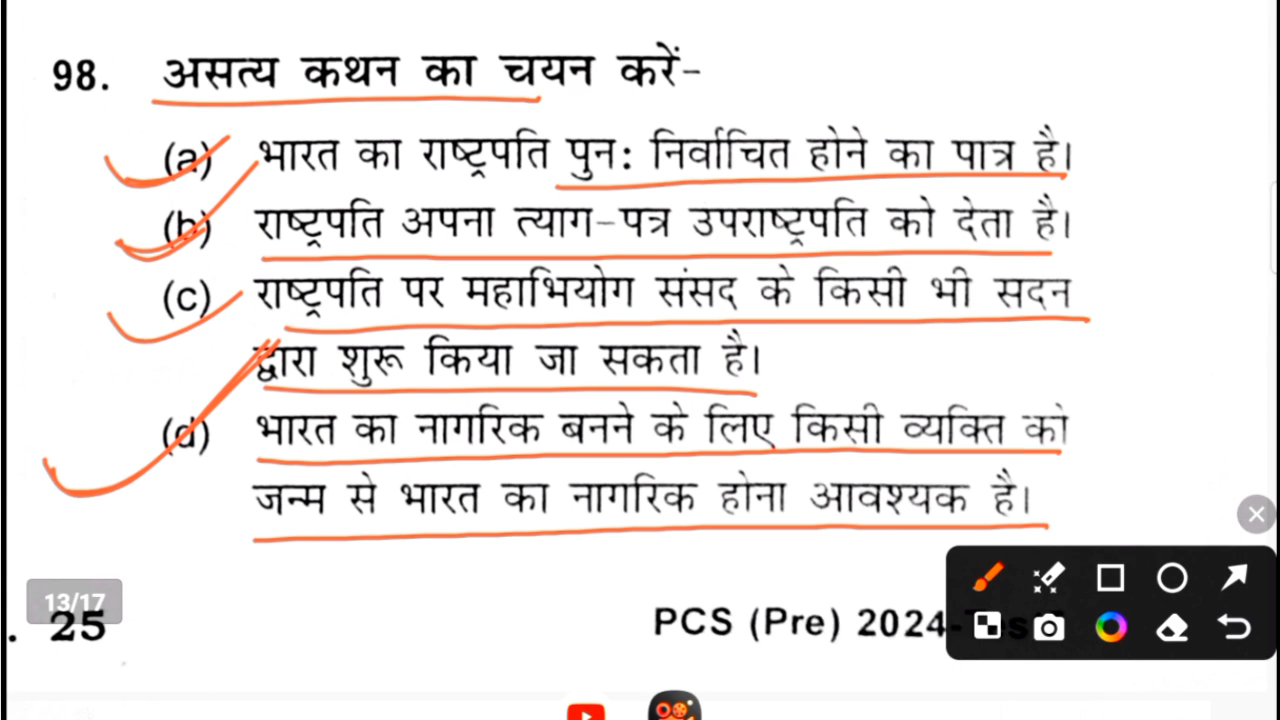 98. असत्य कथन का चयन करें-
(a) भारत का राष्ट्रपति पुन: निर्वाचित होने का पात्र है।
(b) राष्ट्रपति अपना त्याग-पत्र उपराष्ट्रपति को देता है।
(c) राष्ट्रपति पर महाभियोग संसद के किसी भी सदन
द्वारा शुरू किया जा सकता है।
(d) भारत का नागरिक बनने के लिए किसी व्यक्ति को
जन्म से भारत का नागरिक होना आवश्यक है।
13/17
. 25 PCS (Pre) 2024-